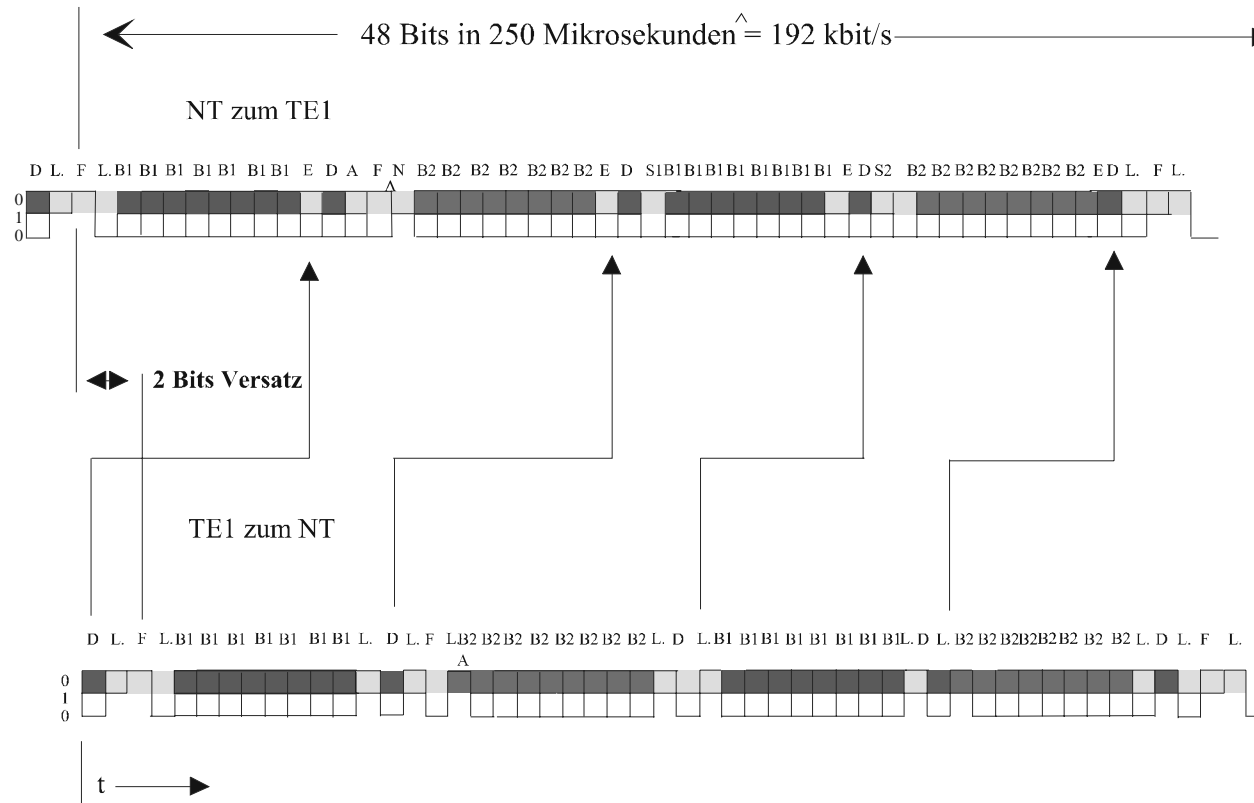 ^
48 Bits in 250 Mikrosekunden = 192 kbit/s
NT zum TE1
D L. F L. B1 B1 B1 B1 B1 B1 B1 E D A F N B2 B2 B2 B2 B2 B2 B2 E D S1 B1 B1 B1 B1 B1 B1 B1 E D S2 B2 B2 B2 B2 B2 B2 B2 B2 E D L. F L.
^
0
1
0
2 Bits Versatz
TE1 zum NT
D L. F L. B1 B1 B1 B1 B1 B1 B1 L. D L. F L. B2 B2 B2 B2 B2 B2 B2 B2 L. D L. B1 B1 B1 B1 B1 B1 B1 B1 L. D L. B2 B2 B2 B2 B2 B2 B2 B2 L. D L. F L.
A
0
1
0
t